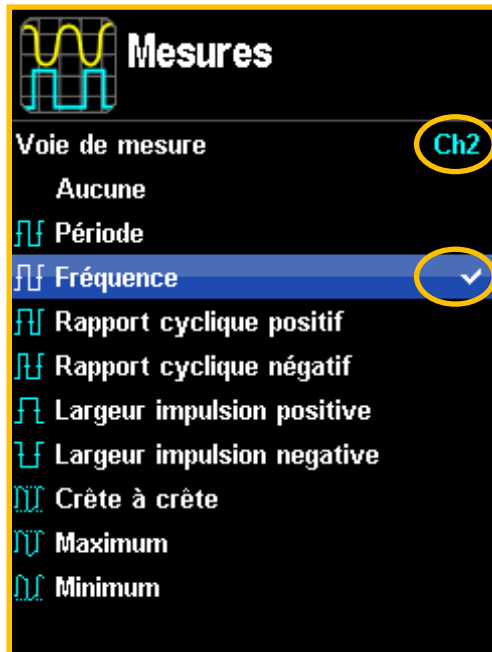 Mesures
Voie de mesure Ch2
Aucune
Période
Fréquence
Rapport cyclique positif
Rapport cyclique négatif
Largeur impulsion positive
Largeur impulsion negative
Crête à crête
Maximum
Minimum